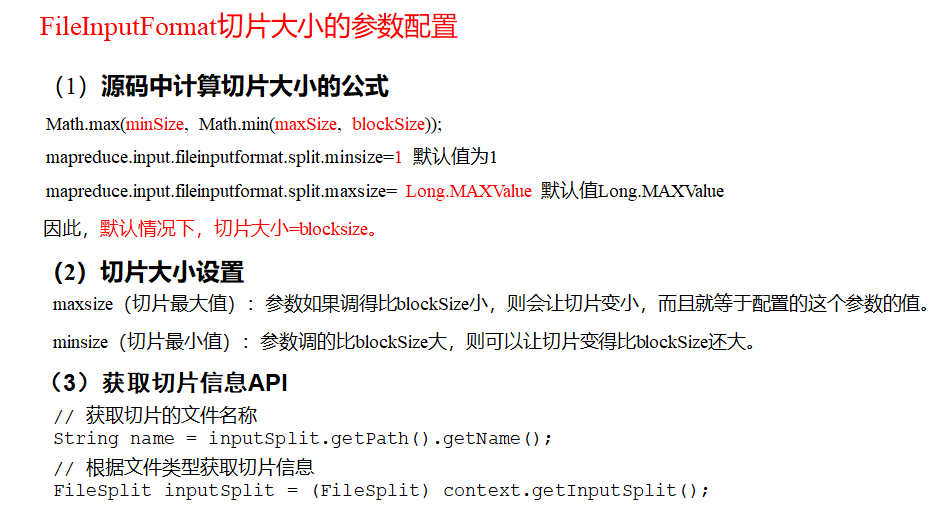 FileInputFormat切片大小的参数配置
（1）源码中计算切片大小的公式
Math.max(minSize, Math.min(maxSize, blockSize));
mapreduce.input.fileinputformat.split.minsize=1 默认值为1
mapreduce.input.fileinputformat.split.maxsize= Long.MAXValue 默认值Long.MAXValue
因此，默认情况下，切片大小=blocksize。
（2）切片大小设置
maxsize（切片最大值）：参数如果调得比blockSize小，则会让切片变小，而且就等于配置的这个参数的值。
minsize（切片最小值）：参数调的比blockSize大，则可以让切片变得比blockSize还大。
（3）获取切片信息API
// 获取切片的文件名称
String name = inputSplit.getPath().getName();
// 根据文件类型获取切片信息
FileSplit inputSplit = (FileSplit) context.getInputSplit();